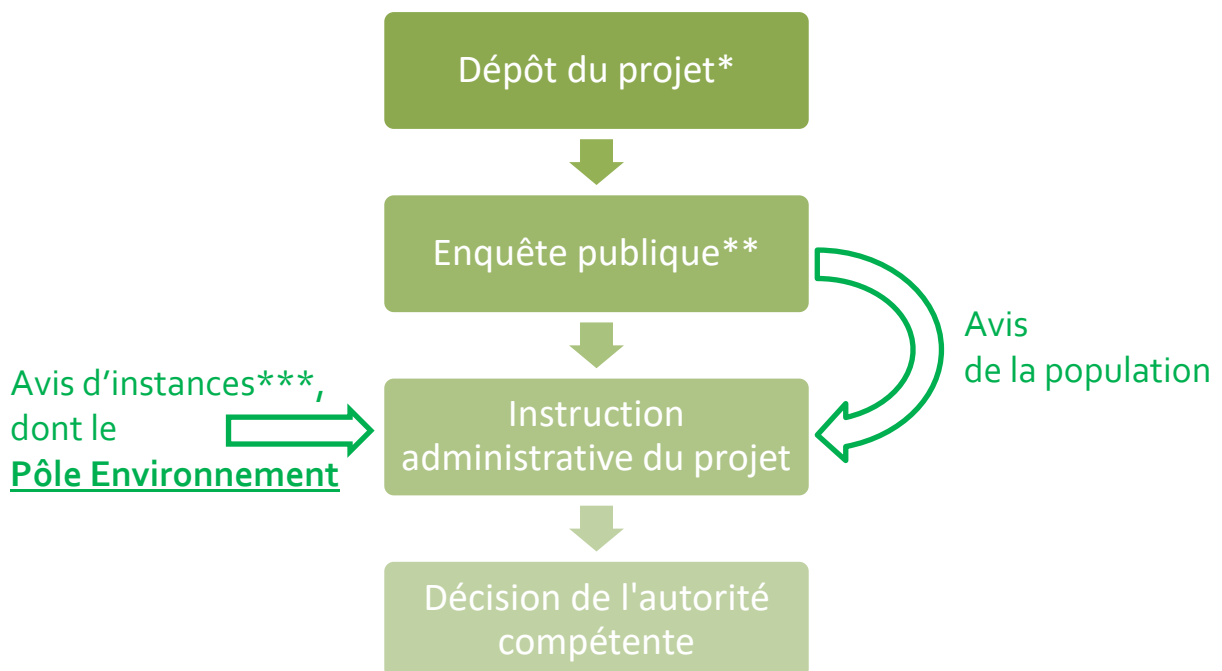 Dépôt du projet*
Enquête publique**
Avis
de la population
Avis d’instances***,
dont le
Pôle Environnement
Instruction
administrative du projet
Décision de l'autorité
compétente